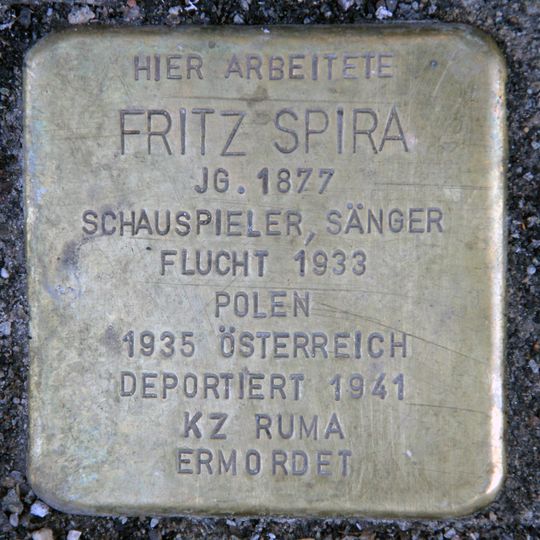 HIER ARBEITETE
FRITZ SPIRA
JG. 1877
SCHAUSPIELER, SÄNGER
FLUCHT 1933
POLEN
1935 ÖSTERREICH
DEPORTIERT 1941
KZ RUMA
ERMORDET